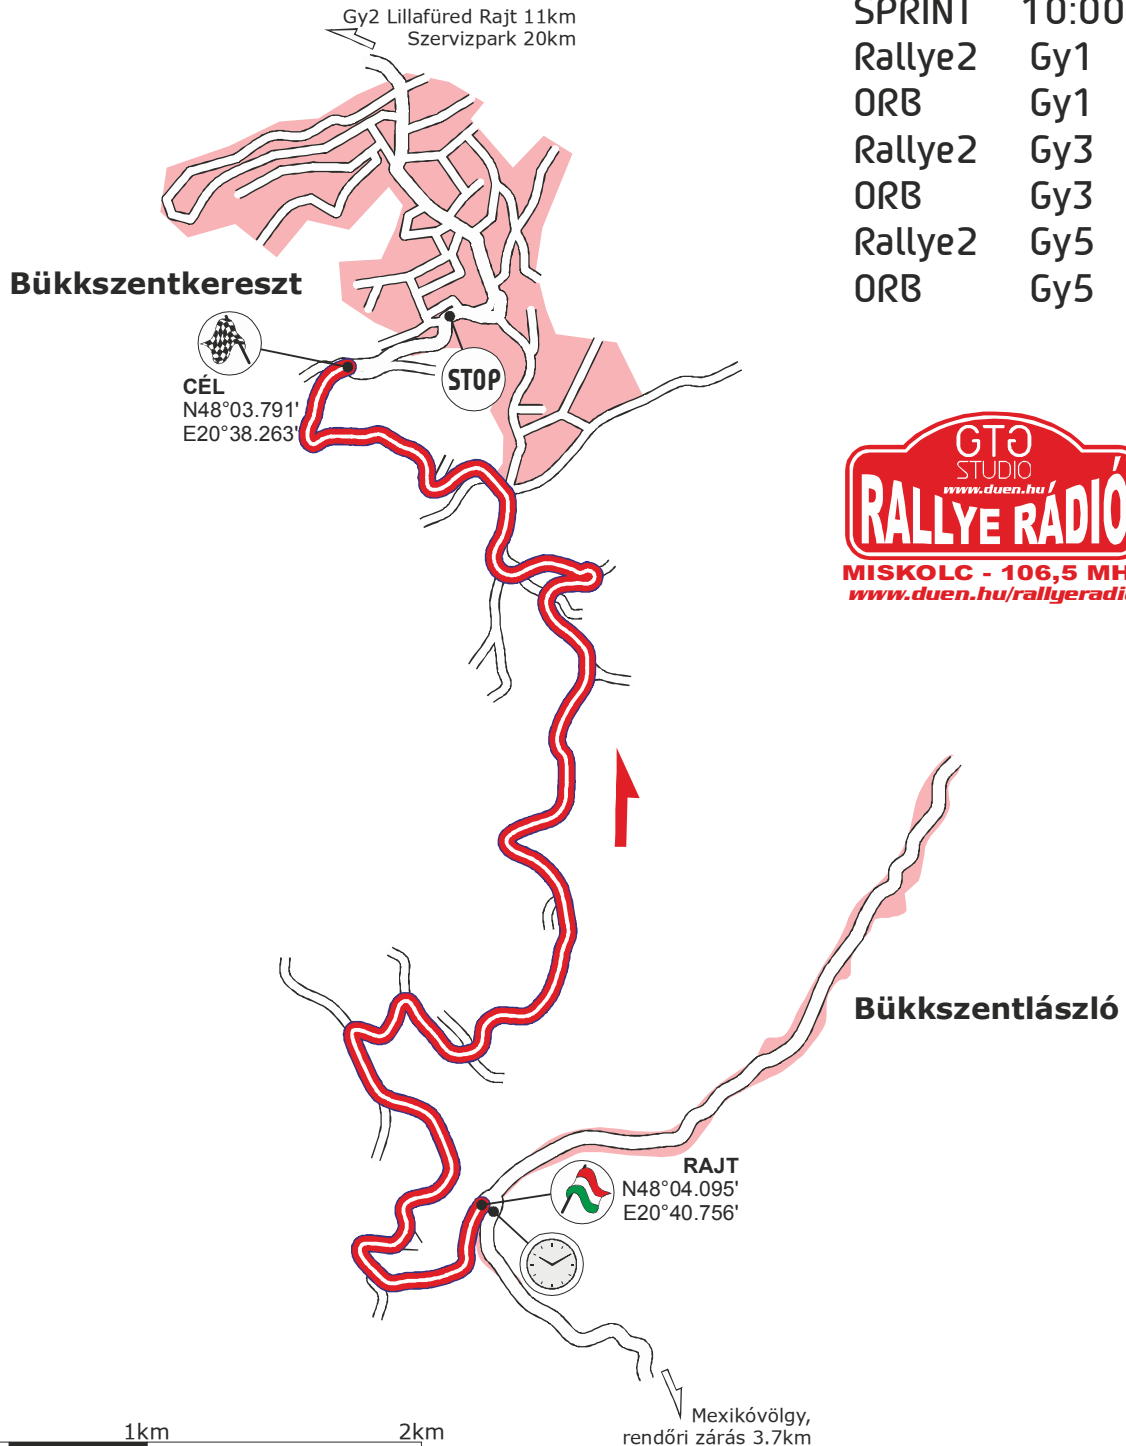 Gy2 Lillafüred Rajt 11km
Szervizpark 20km
SPRINT 10:00
Rallye2 Gy1
ORB Gy1
Rallye2 Gy3
ORB Gy3
Rallye2 Gy5
ORB Gy5
Bükkszentkereszt
CÉL
N48°03.791'
E20°38.263'
STOP
GTG
STUDIO
www.duen.hu
RALLYE RÁDIÓ
MISKOLC - 106,5 MH
www.duen.hu/rallyeradi
Bükkszentlászló
RAJT
N48°04.095'
E20°40.756'
Mexikóvölgy,
rendőri zárás 3.7km
1km 2km